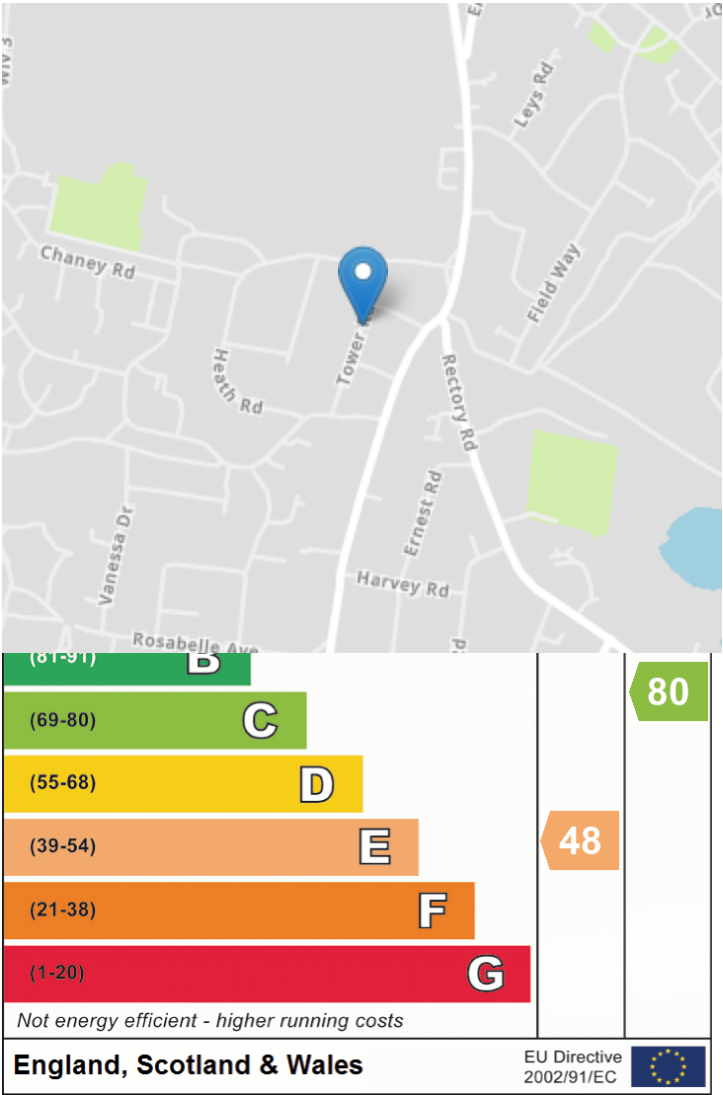 Leys Rd
Chaney Rd
Field Way
Tower
Heath Rd
Rectory Rd
Ernest Rd
Vanessa Dr
Harvey Rd
Rosabelle Ave
(81-91) B
80
(69-80) C
(55-68) D
(39-54) E
48
(21-38) F
(1-20) G
Not energy efficient - higher running costs
England, Scotland & Wales
EU Directive
2002/91/EC